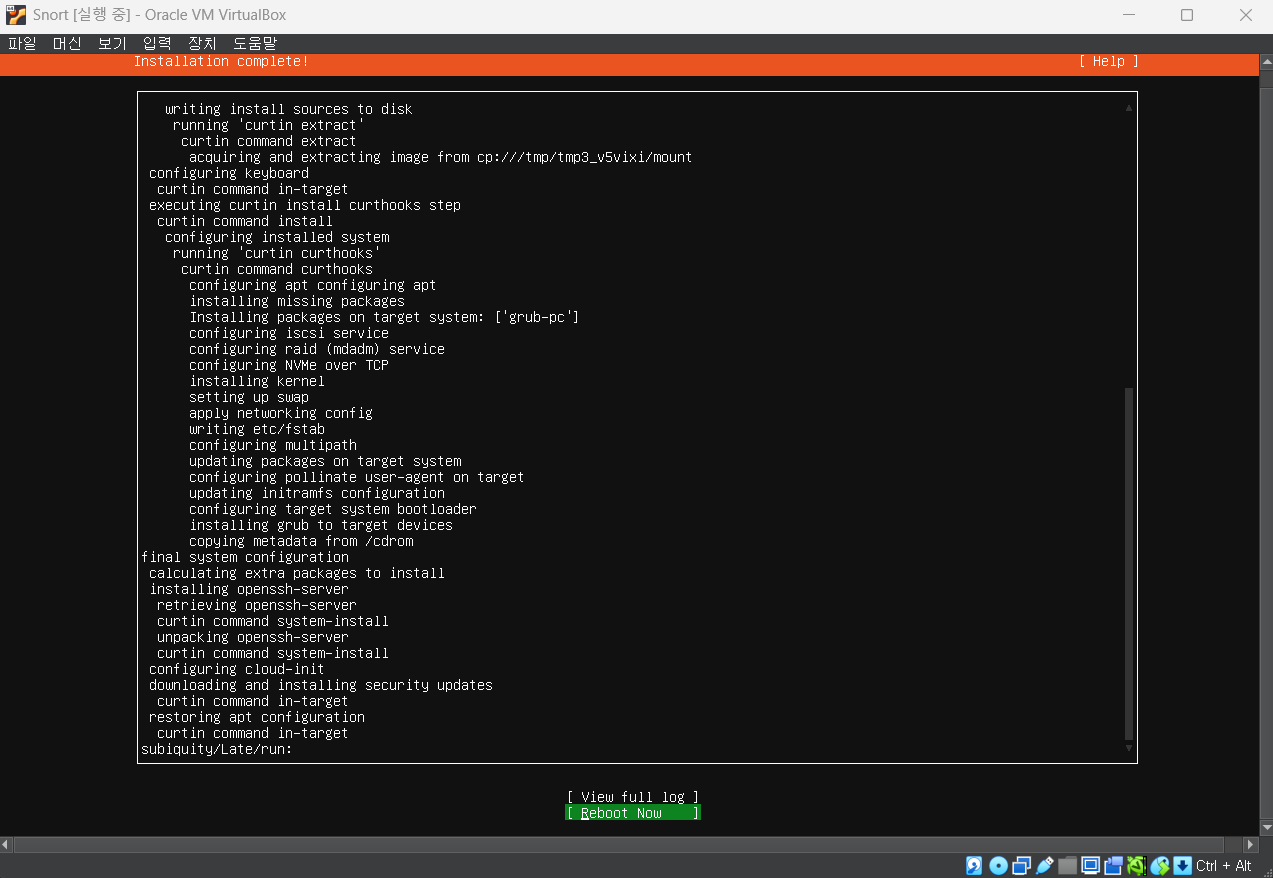 Snort [실행 중] - Oracle VM VirtualBox
파일 머신 보기 입력 장치 도움말
Installation complete! [ Help ]
writing install sources to disk
running 'curtin extract'
curtin command extract
acquiring and extracting image from cp:///tmp/tmp3_v5vixi/mount
configuring keyboard
curtin command in-target
executing curtin install curthooks step
curtin command install
configuring installed system
running 'curtin curthooks'
curtin command curthooks
configuring apt configuring apt
installing missing packages
Installing packages on target system: ['grub-pc']
configuring iscsi service
configuring raid (mdadm) service
configuring NVMe over TCP
installing kernel
setting up swap
apply networking config
writing etc/fstab
configuring multipath
updating packages on target system
configuring pollinate user-agent on target
updating initramfs configuration
configuring target system bootloader
installing grub to target devices
copying metadata from /cdrom
final system configuration
calculating extra packages to install
installing openssh-server
retrieving openssh-server
curtin command system-install
unpacking openssh-server
curtin command system-install
configuring cloud-init
downloading and installing security updates
curtin command in-target
restoring apt configuration
curtin command in-target
subiquity/Late/run:
[ View full log ]
[ Reboot Now ]
Ctrl + Alt